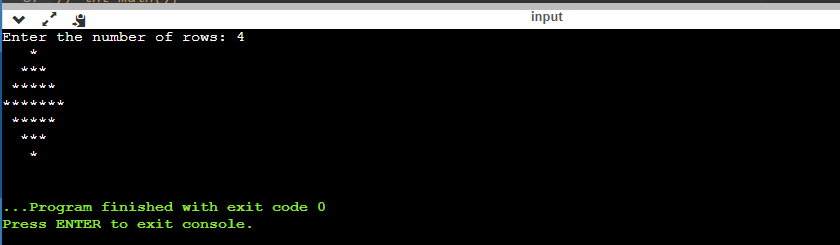 input
Enter the number of rows: 4
   *
  ***
 *****
*******
 *****
  ***
   *
...Program finished with exit code 0
Press ENTER to exit console.